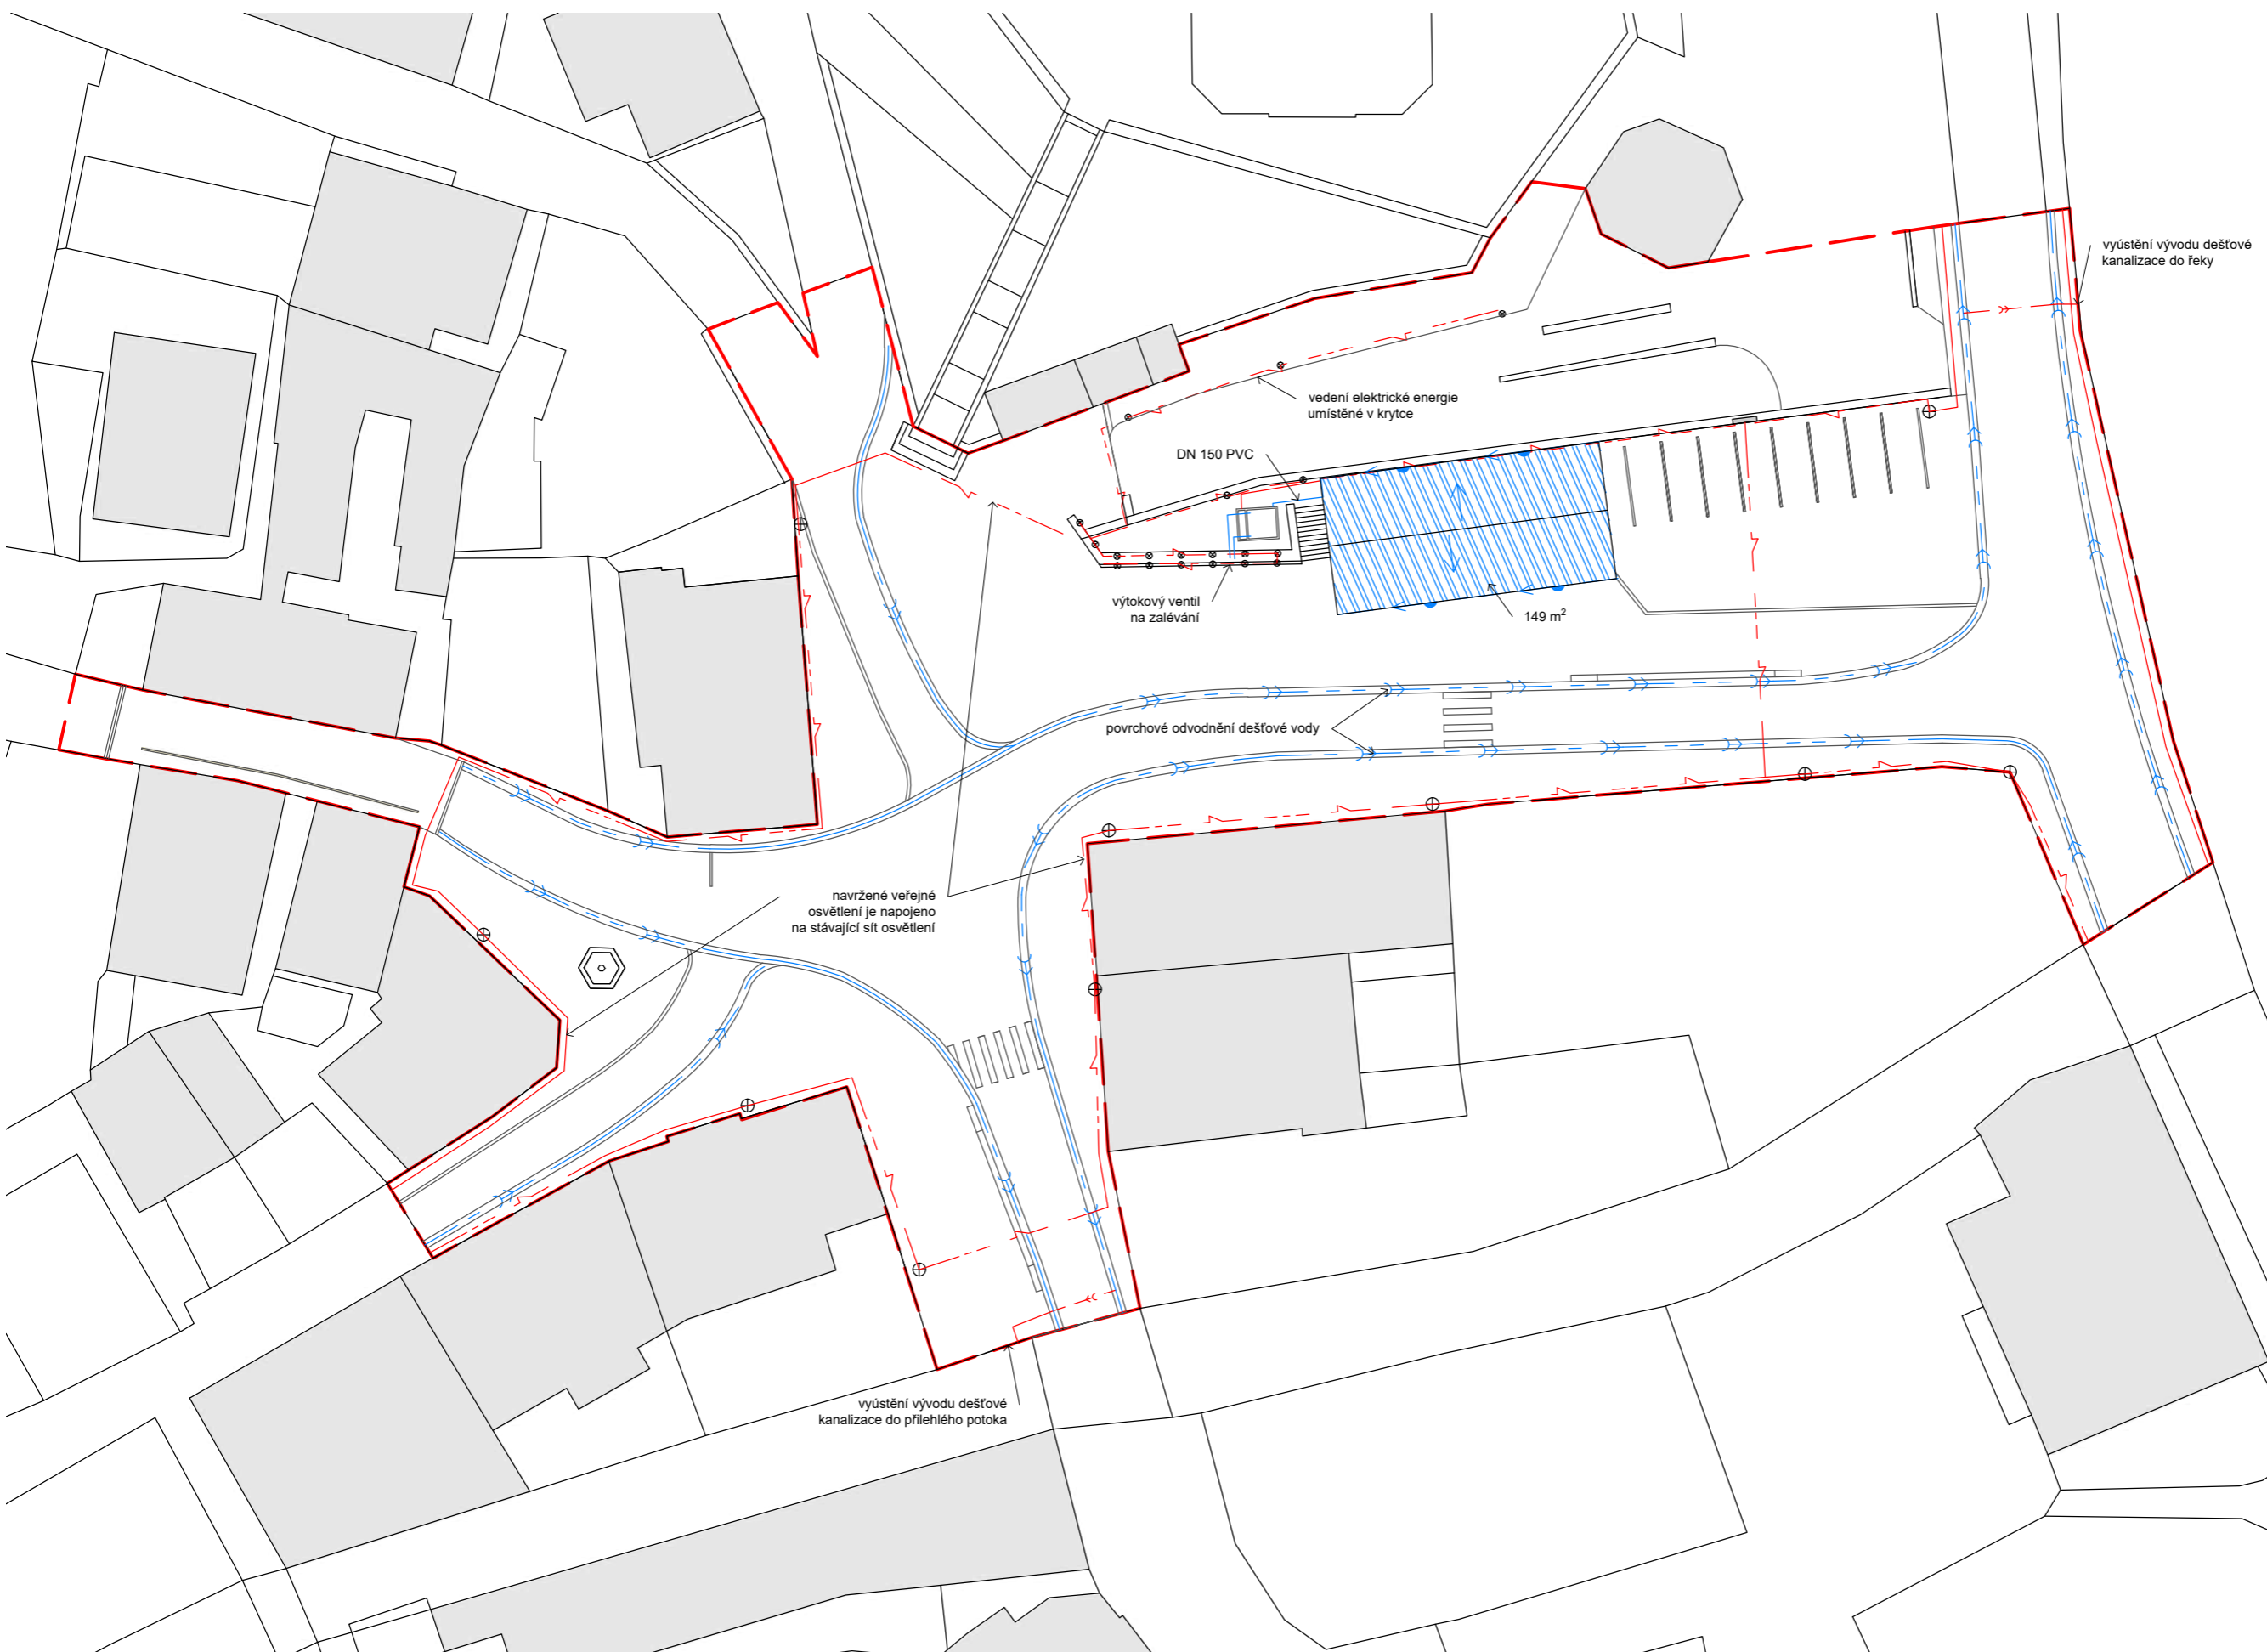 vyústění vývodu dešťové
kanalizace do řeky
vedení elektrické energie
umístěné v krytce
DN 150 PVC
výtokový ventil
na zalévání
149 m²
povrchové odvodnění dešťové vody
navržené veřejné
osvětlení je napojeno
na stávající sít osvětlení
vyústění vývodu dešťové
kanalizace do přilehlého potoka